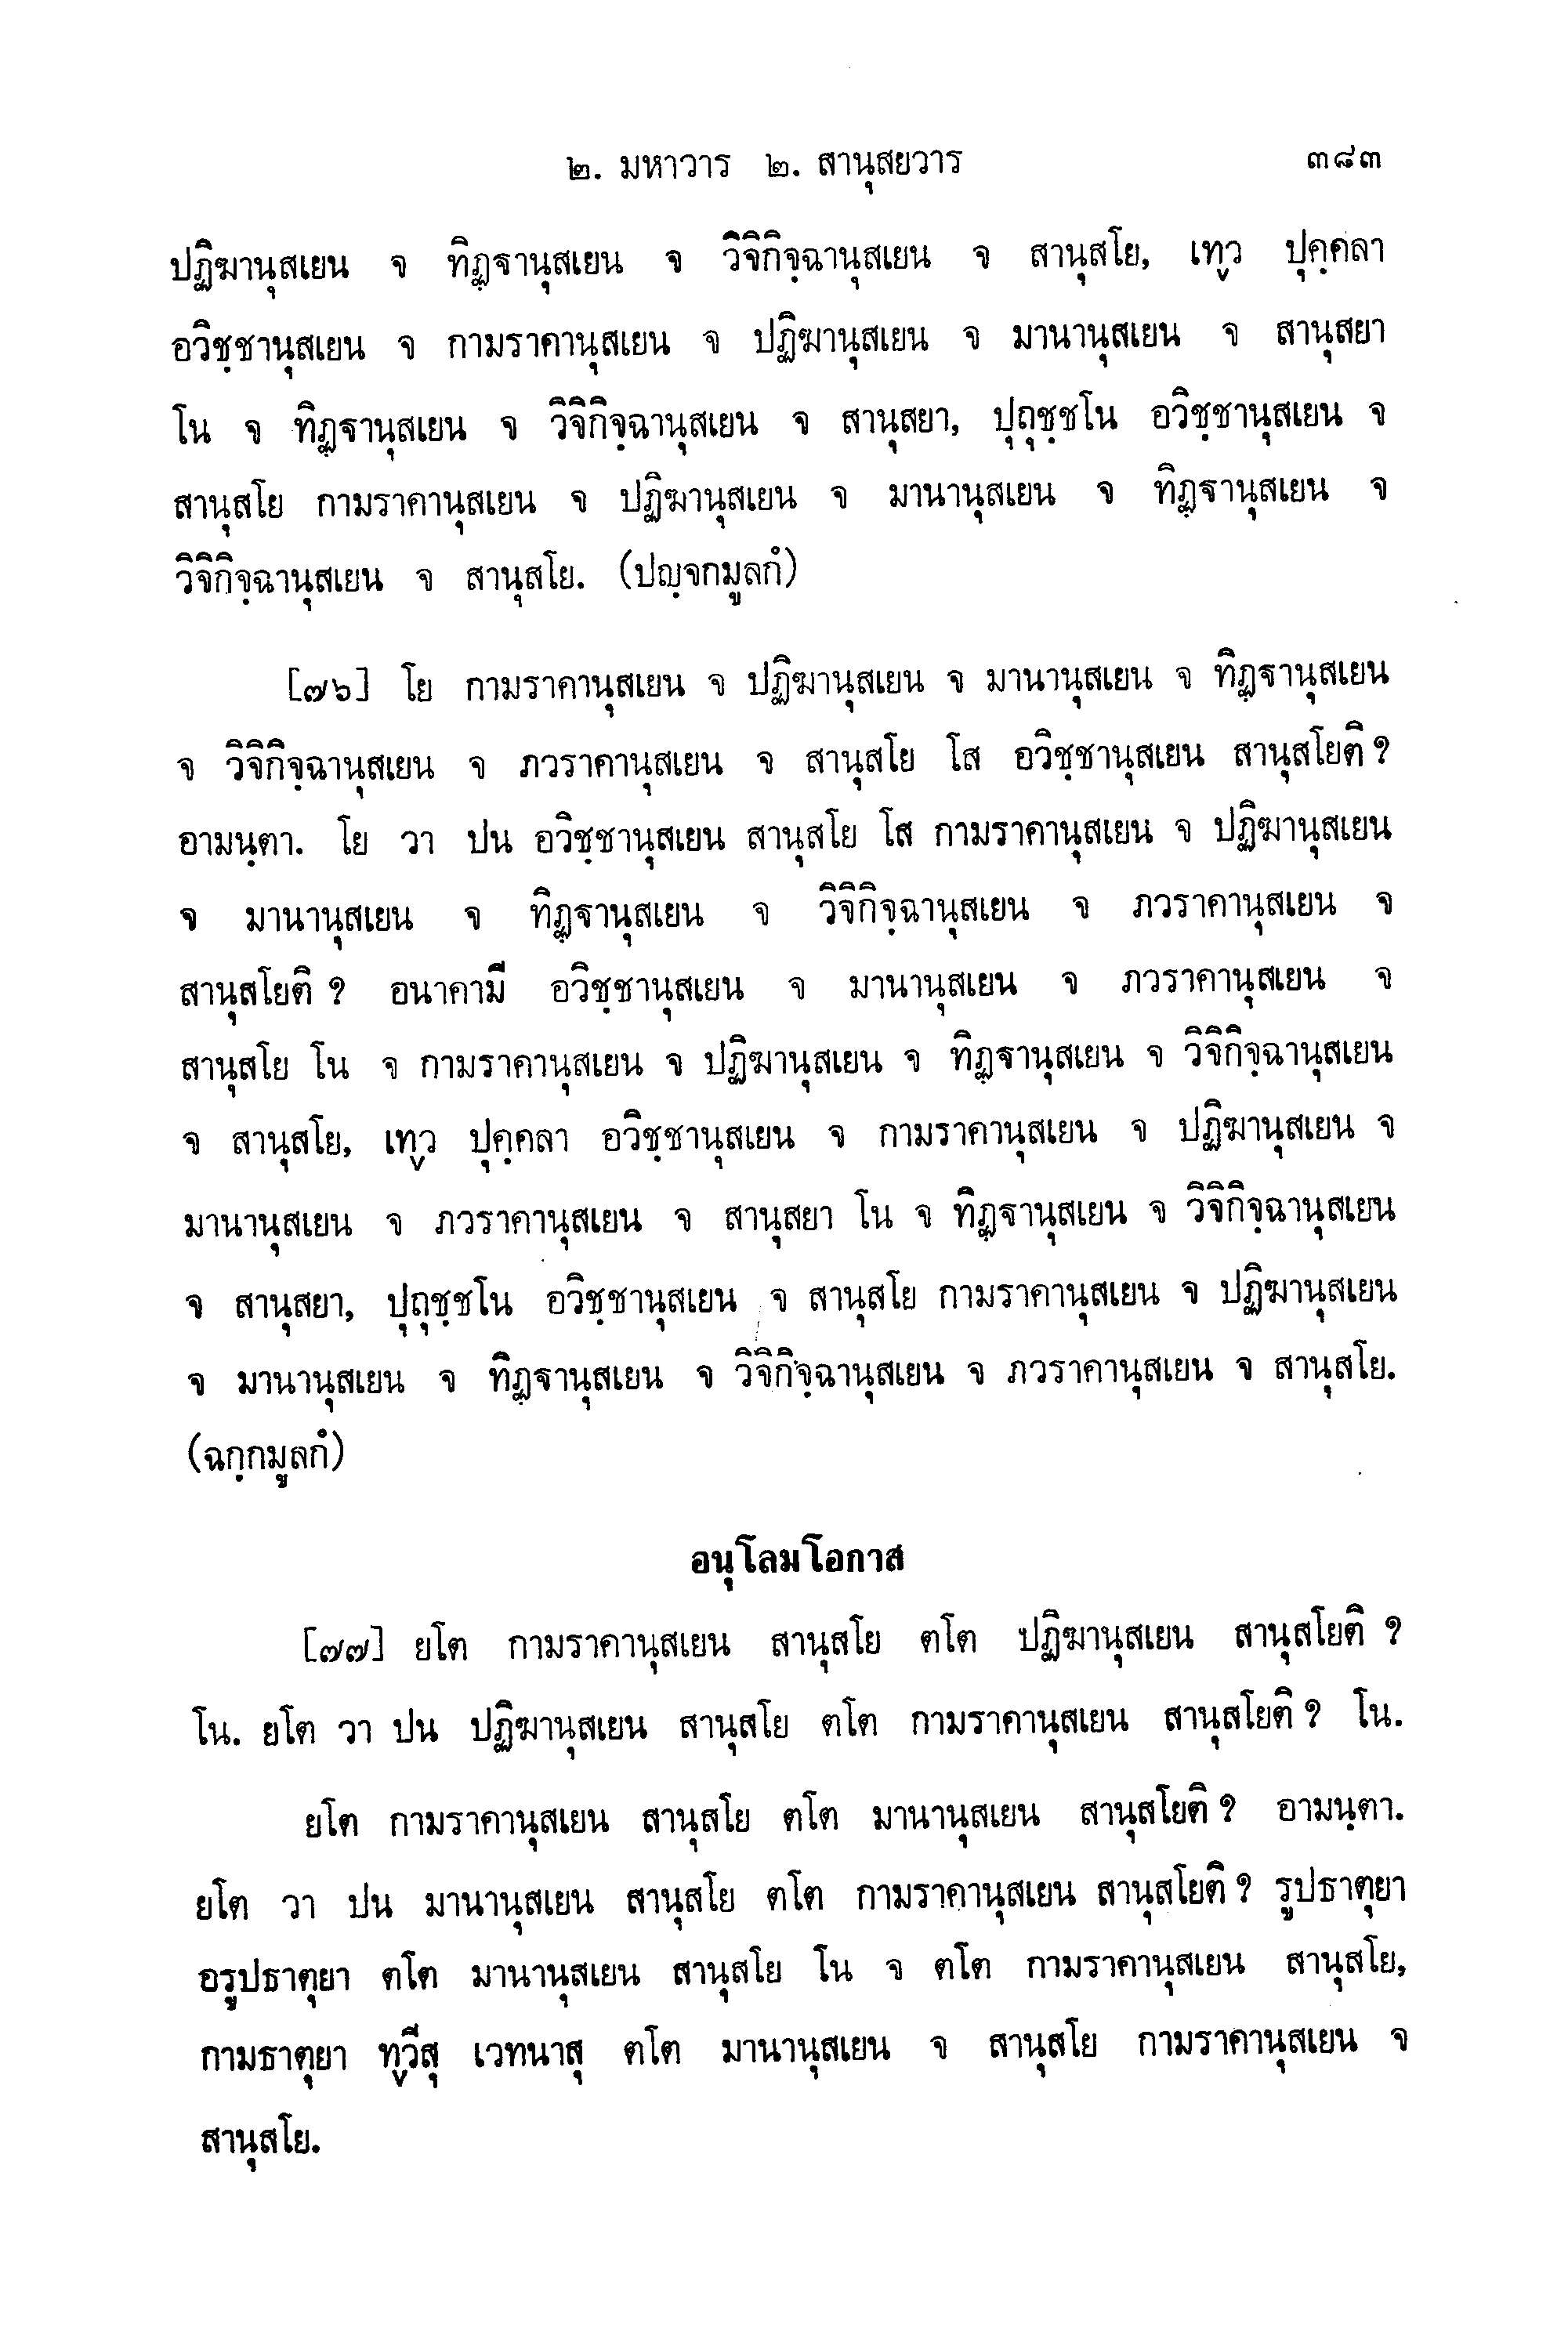 ๒. มหาวาร ๒. สานุสยวาร ๓๘๓
ปฏิฆานุสเยน จ ทิฏฺฐานุสเยน จ วิจิกิจฺฉานุสเยน จ สานุสโย, เทฺว ปุคฺคลา
อวิชฺชานุสเยน จ กามราคานุสเยน จ ปฏิฆานุสเยน จ มานานุสเยน จ สานุสยา
โน จ ทิฏฺฐานุสเยน จ วิจิกิจฺฉานุสเยน จ สานุสยา, ปุถุชฺชโน อวิชฺชานุสเยน จ
สานุสโย กามราคานุสเยน จ ปฏิฆานุสเยน จ มานานุสเยน จ ทิฏฺฐานุสเยน จ
วิจิกิจฺฉานุสเยน จ สานุสโย. (ปญฺจกมูลกํ)
[๗๖] โย กามราคานุสเยน จ ปฏิฆานุสเยน จ มานานุสเยน จ ทิฏฺฐานุสเยน
จ วิจิกิจฺฉานุสเยน จ ภวราคานุสเยน จ สานุสโย โส อวิชฺชานุสเยน สานุสโยติ ?
อามนฺตา. โย วา ปน อวิชฺชานุสเยน สานุสโย โส กามราคานุสเยน จ ปฏิฆานุสเยน
จ มานานุสเยน จ ทิฏฺฐานุสเยน จ วิจิกิจฺฉานุสเยน จ ภวราคานุสเยน จ
สานุสโยติ ? อนาคามี อวิชฺชานุสเยน จ มานานุสเยน จ ภวราคานุสเยน จ
สานุสโย โน จ กามราคานุสเยน จ ปฏิฆานุสเยน จ ทิฏฺฐานุสเยน จ วิจิกิจฺฉานุสเยน
จ สานุสโย, เทฺว ปุคฺคลา อวิชฺชานุสเยน จ กามราคานุสเยน จ ปฏิฆานุสเยน จ
มานานุสเยน จ ภวราคานุสเยน จ สานุสยา โน จ ทิฏฺฐานุสเยน จ วิจิกิจฺฉานุสเยน
จ สานุสยา, ปุถุชฺชโน อวิชฺชานุสเยน จ สานุสโย กามราคานุสเยน จ ปฏิฆานุสเยน
จ มานานุสเยน จ ทิฏฺฐานุสเยน จ วิจิกิจฺฉานุสเยน จ ภวราคานุสเยน จ สานุสโย.
(ฉกฺกมูลกํ)
อนุโลมโอกาส
[๗๗] ยโต กามราคานุสเยน สานุสโย ตโต ปฏิฆานุสเยน สานุสโยติ ?
โน. ยโต วา ปน ปฏิฆานุสเยน สานุสโย ตโต กามราคานุสเยน สานุสโยติ ? โน.
ยโต กามราคานุสเยน สานุสโย ตโต มานานุสเยน สานุสโยติ ? อามนฺตา.
ยโต วา ปน มานานุสเยน สานุสโย ตโต กามราคานุสเยน สานุสโยติ ? รูปธาตุยา
อรูปธาตุยา ตโต มานานุสเยน สานุสโย โน จ ตโต กามราคานุสเยน สานุสโย,
กามธาตุยา ทฺวีสุ เวทนาสุ ตโต มานานุสเยน จ สานุสโย กามราคานุสเยน จ
สานุสโย.